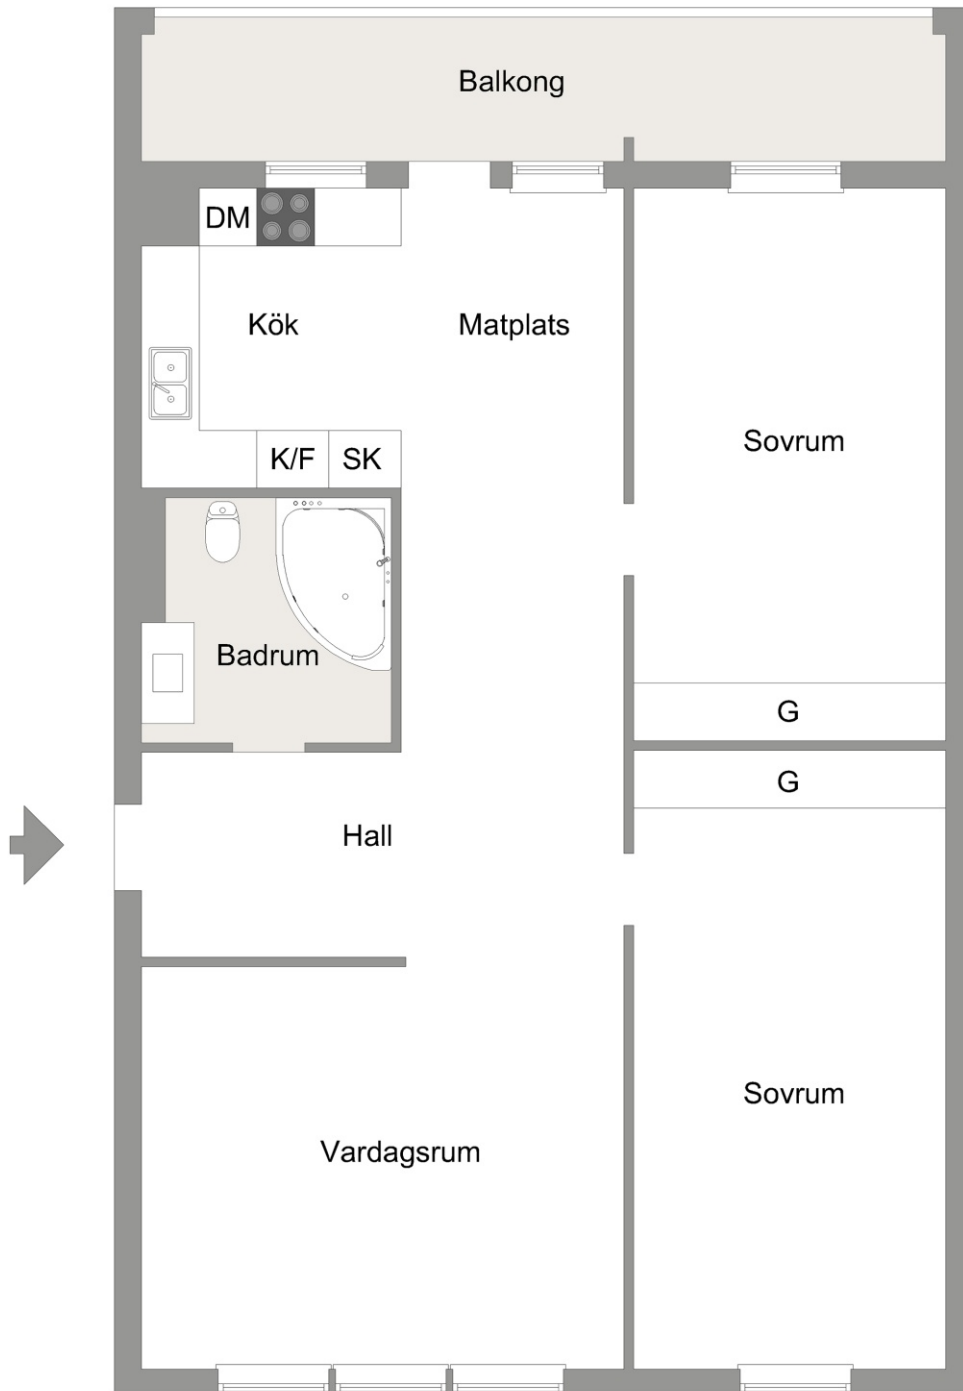 Balkong
DM
Kök
Matplats
Sovrum
K/F
SK
Badrum
G
G
Hall
Sovrum
Vardagsrum